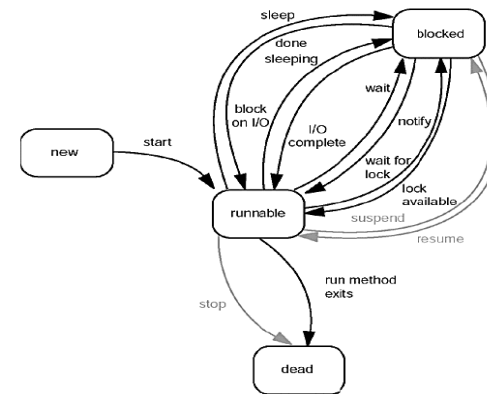 sleep
blocked
done
sleeping
block
on I/O
wait
I/O
complete
notify
start
new
wait for
lock
lock
available
runnable
suspend
resume
run method
exits
stop
dead